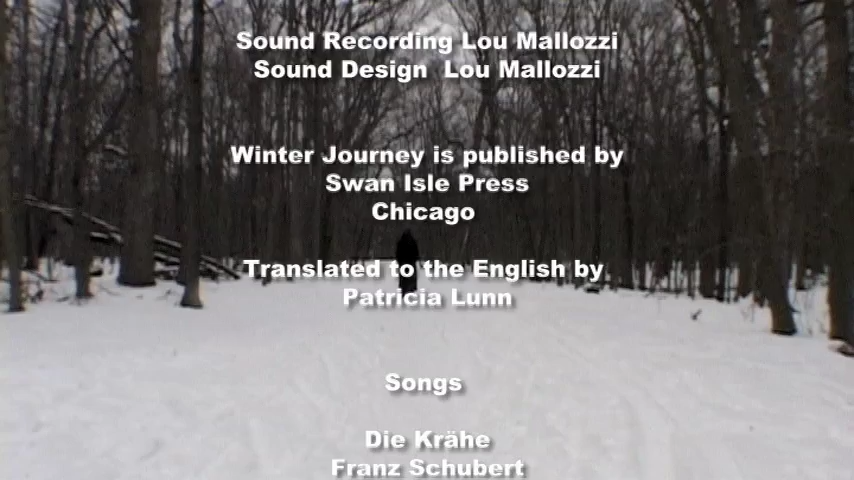 Sound Recording Lou Mallozzi
Sound Design Lou Mallozzi
Winter Journey is published by
Swan Isle Press
Chicago
Translated to the English by
Patricia Lunn
Songs
Die Krähe
Franz Schubert